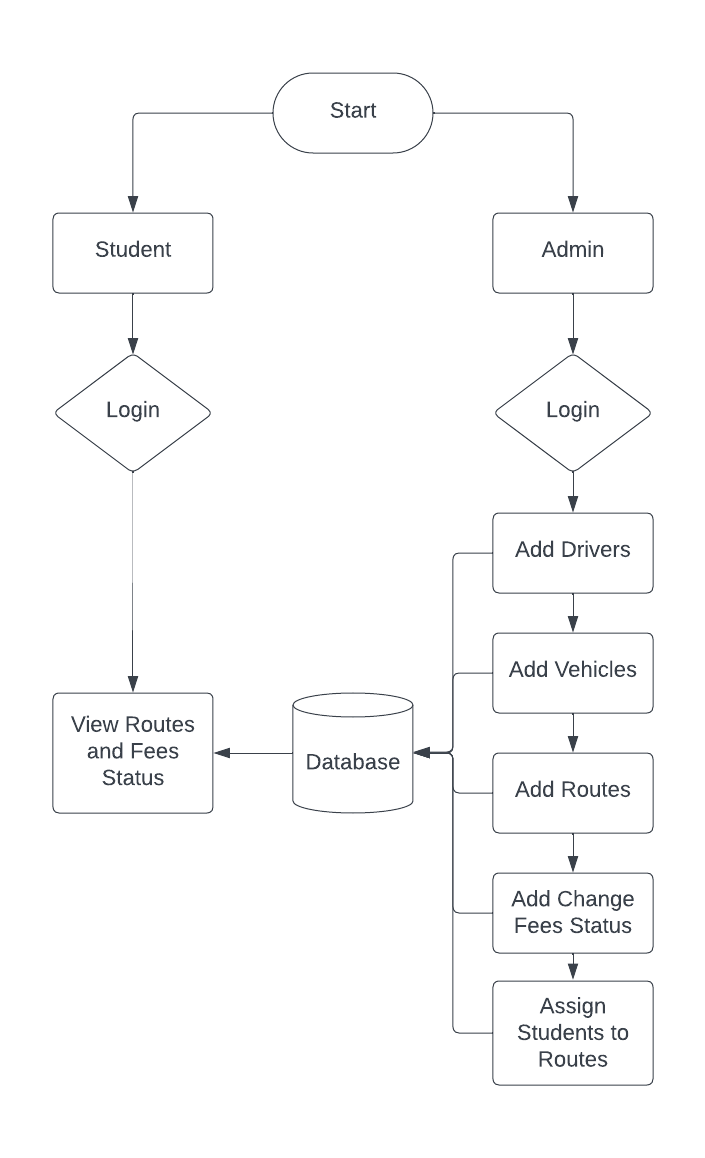 Start
Student
Admin
Login
Login
Add Drivers
Add Vehicles
View Routes
and Fees
Status
Database
Add Routes
Add Change
Fees Status
Assign
Students to
Routes